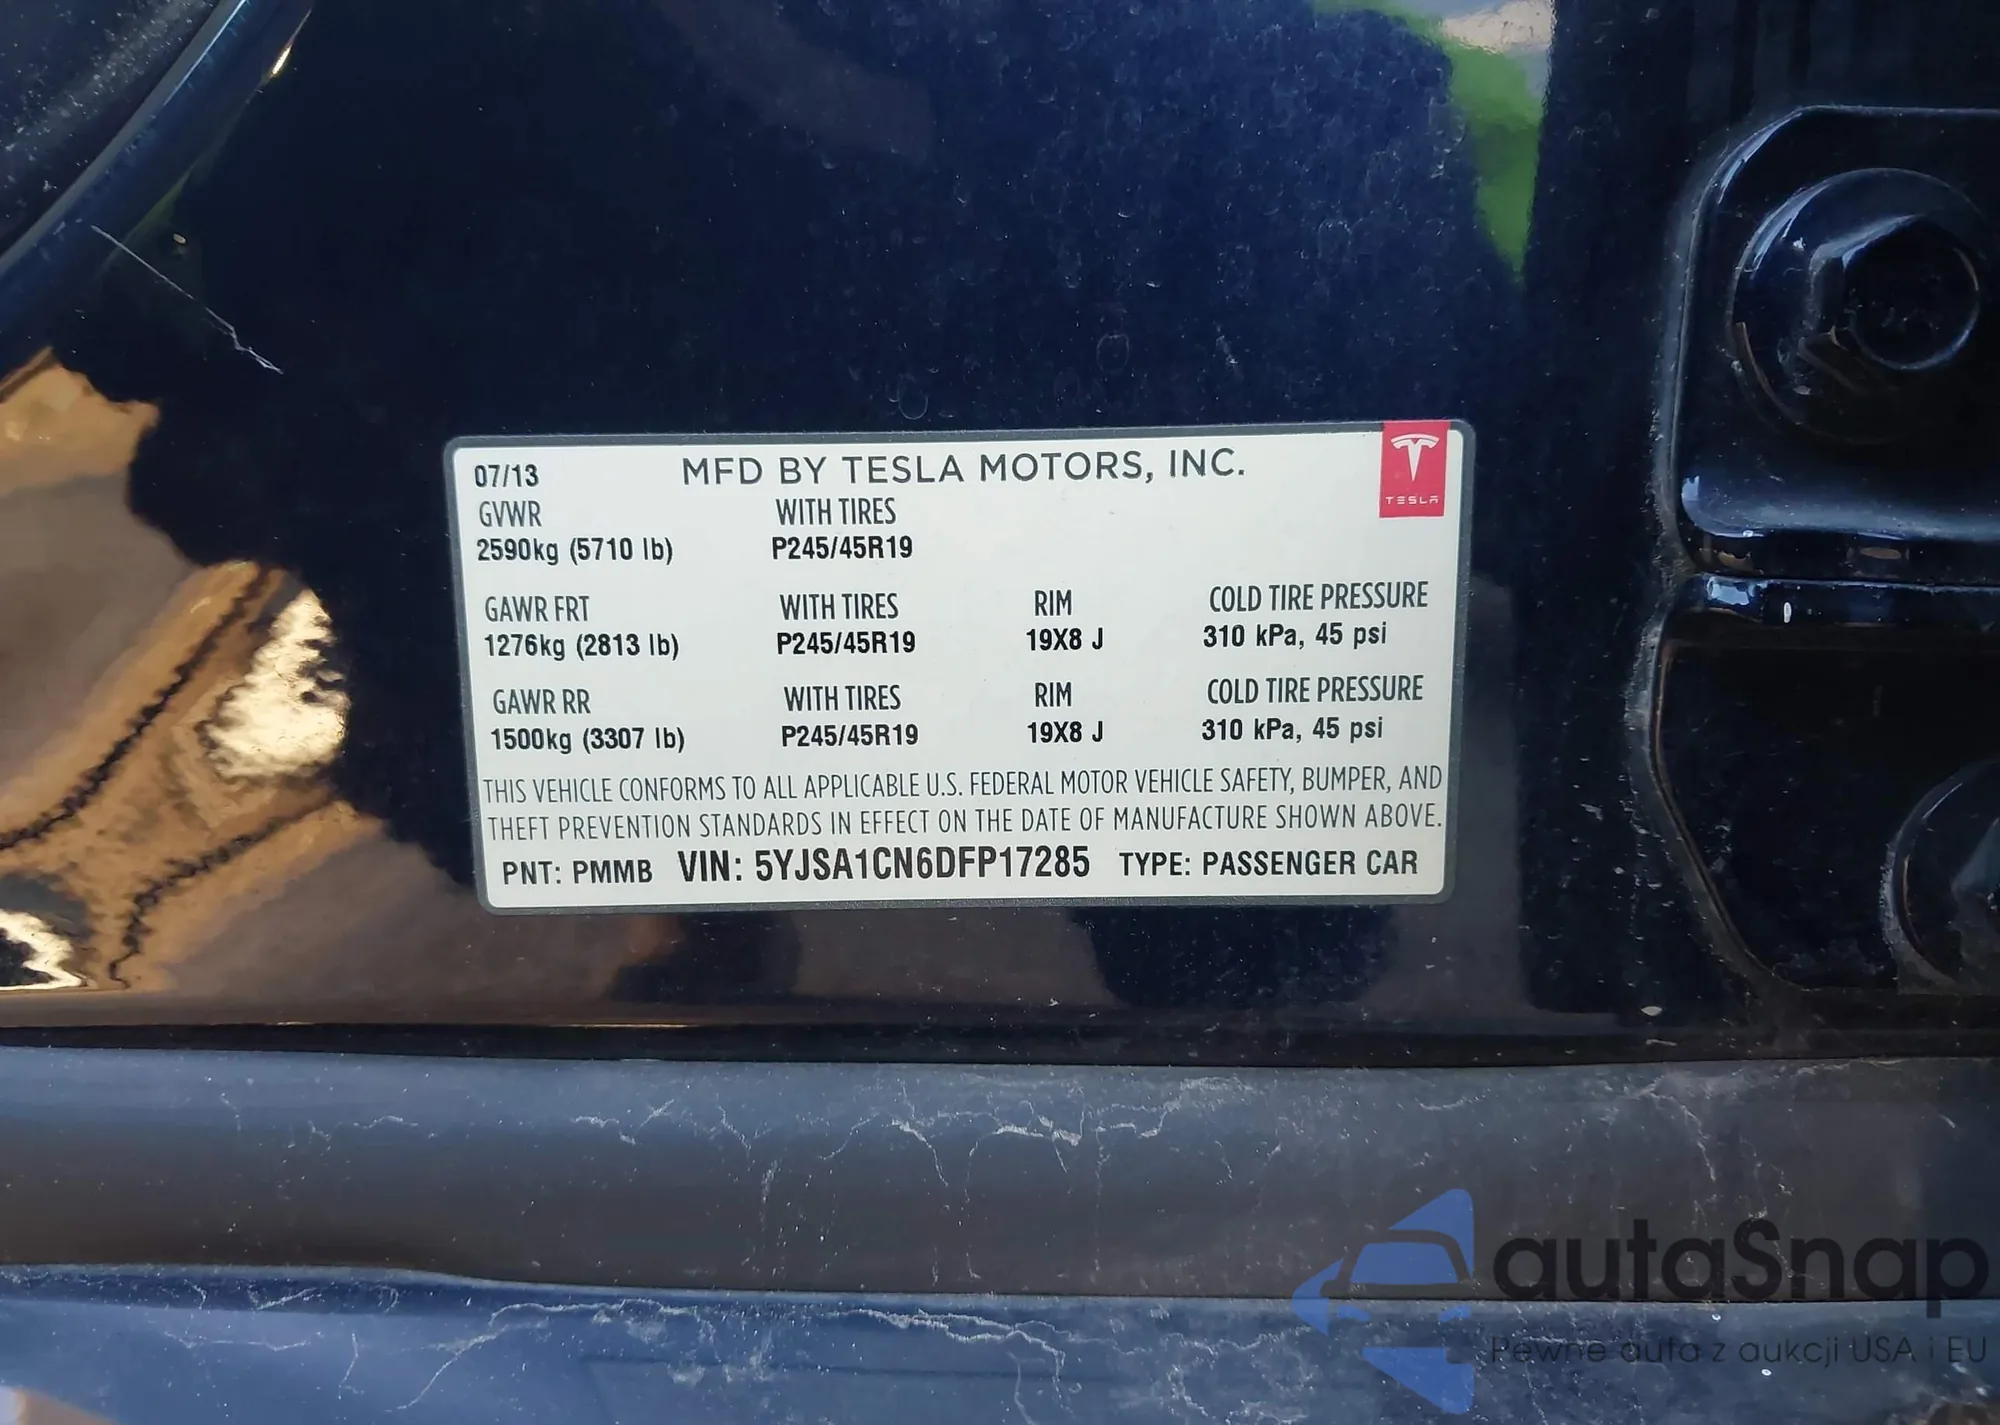 07/13 MFD BY TESLA MOTORS, INC.
TESLA
GVWR WITH TIRES
2590kg (5710 lb) P245/45R19
GAWR FRT WITH TIRES RIM COLD TIRE PRESSURE
1276kg (2813 lb) P245/45R19 19X8 J 310 kPa, 45 psi
GAWR RR WITH TIRES RIM COLD TIRE PRESSURE
1500kg (3307 lb) P245/45R19 19X8 J 310 kPa, 45 psi
THIS VEHICLE CONFORMS TO ALL APPLICABLE U.S. FEDERAL MOTOR VEHICLE SAFETY, BUMPER, AND
THEFT PREVENTION STANDARDS IN EFFECT ON THE DATE OF MANUFACTURE SHOWN ABOVE.
PNT: PMMB VIN: 5YJSA1CN6DFP17285 TYPE: PASSENGER CAR
autaSnap
Pewne auta z aukcji USA i EU